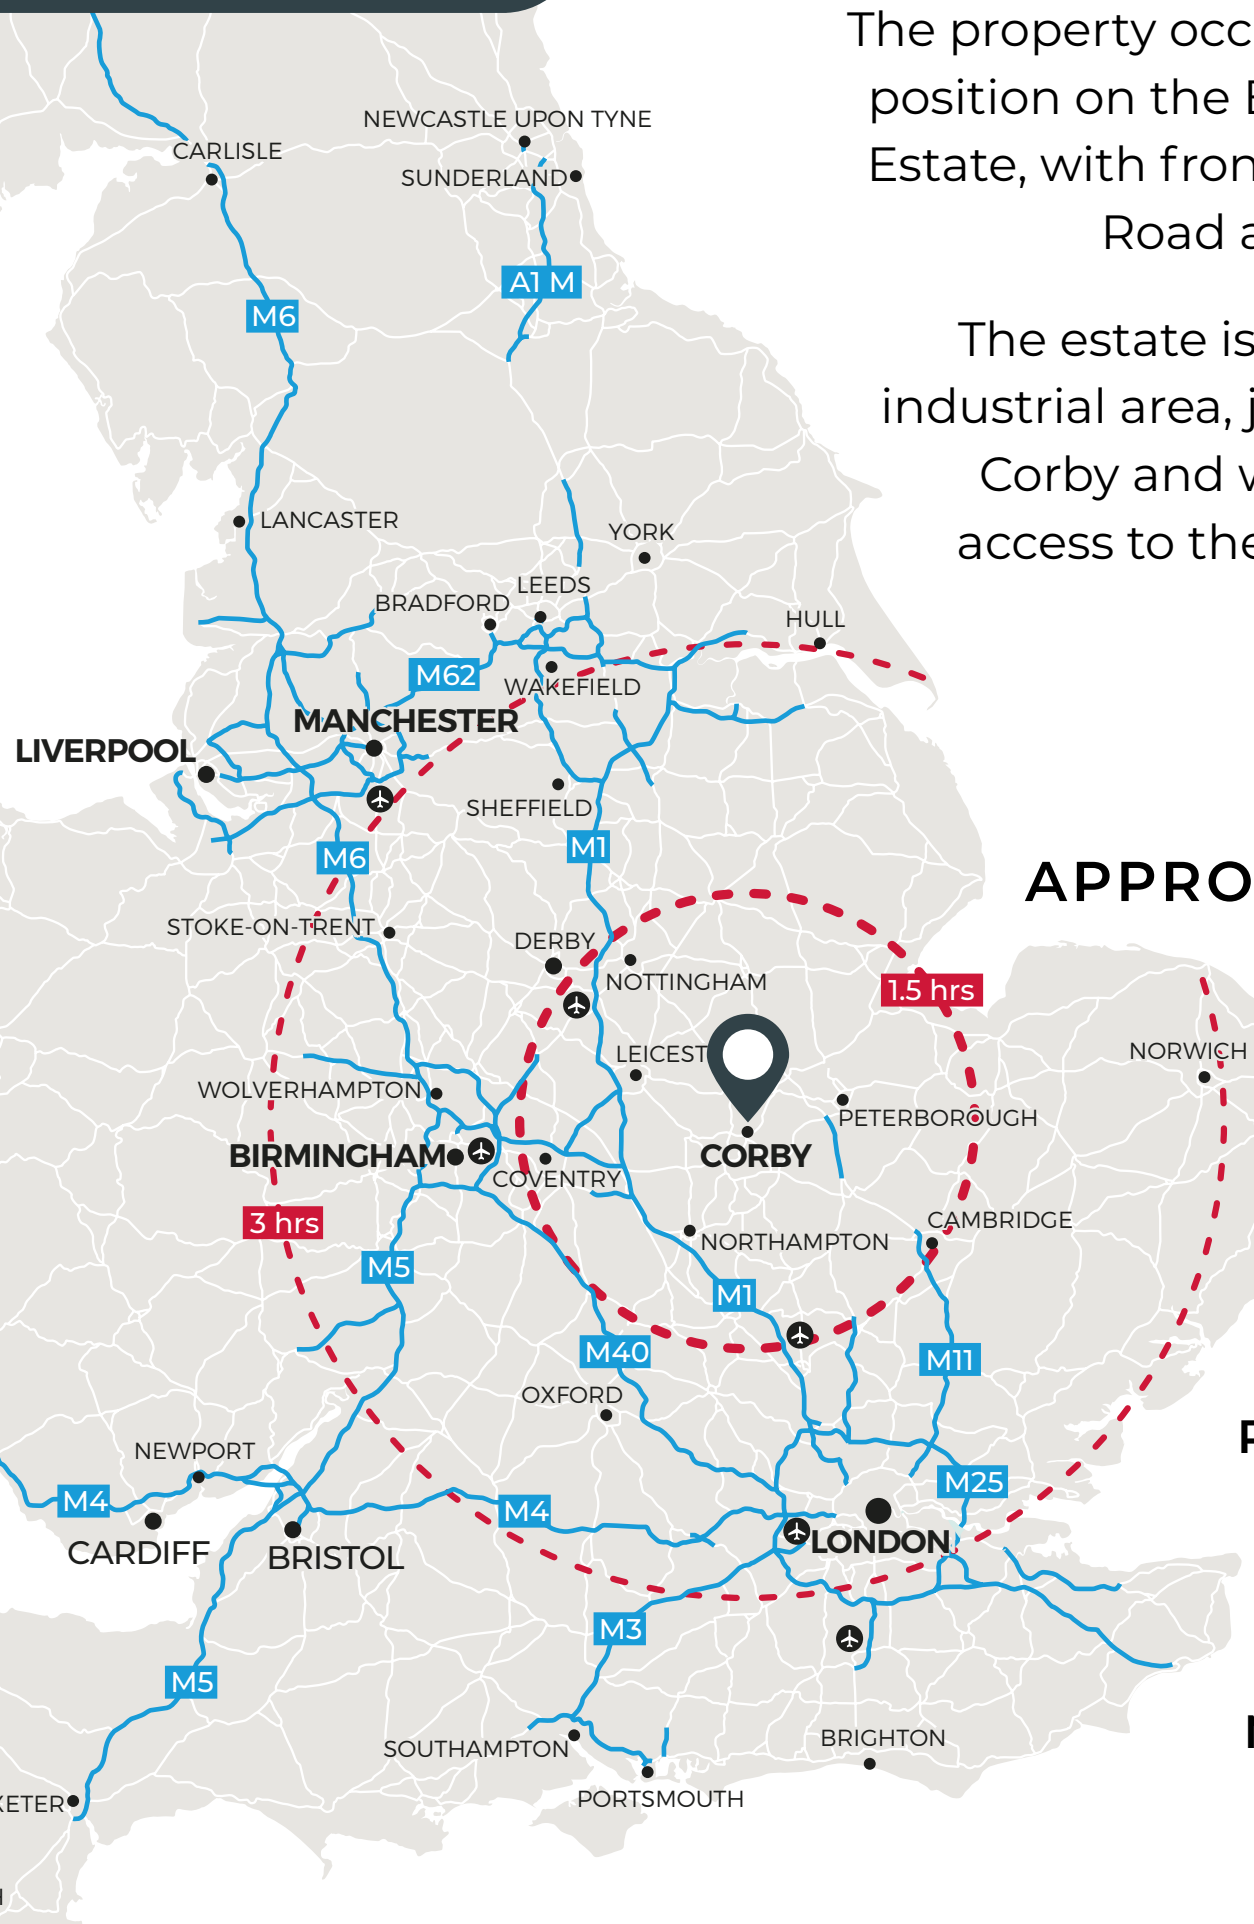 The property occ
position on the
Estate, with fron
Road a
The estate is
industrial area, j
Corby and w
access to the
APPRO
NEWCASTLE UPON TYNE
CARLISLE
SUNDERLAND
A1 M
M6
LANCASTER
YORK
LEEDS
BRADFORD
HULL
M62
WAKEFIELD
MANCHESTER
LIVERPOOL
SHEFFIELD
M1
M6
STOKE-ON-TRENT
DERBY
NOTTINGHAM
1.5 hrs
LEICEST
NORWICH
WOLVERHAMPTON
PETERBOROUGH
BIRMINGHAM
CORBY
COVENTRY
3 hrs
CAMBRIDGE
NORTHAMPTON
M5
M1
M40
M11
OXFORD
NEWPORT
M25
M4
M4
LONDON
CARDIFF
BRISTOL
M3
M5
BRIGHTON
SOUTHAMPTON
PORTSMOUTH
XETER